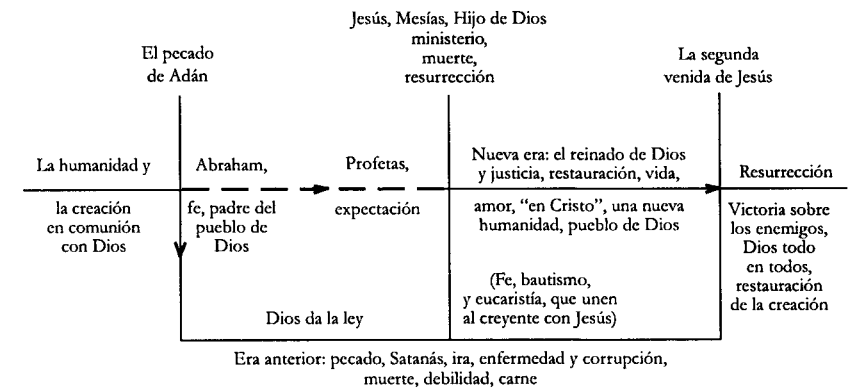 Jesús, Mesías, Hijo de Dios
ministerio,
muerte,
resurrección
El pecado
de Adán
La segunda
venida de Jesús
La humanidad y
la creación
en comunión
con Dios
Abraham,
fe, padre del
pueblo de
Dios
Profetas,
expectación
Nueva era: el reinado de Dios
y justicia, restauración, vida,
amor, “en Cristo”, una nueva
humanidad, pueblo de Dios
(Fe, bautismo,
y eucaristía, que unen
al creyente con Jesús)
Resurrección
Victoria sobre
los enemigos,
Dios todo
en todos,
restauración
de la creación
Dios da la ley
Era anterior: pecado, Satanás, ira, enfermedad y corrupción,
muerte, debilidad, carne